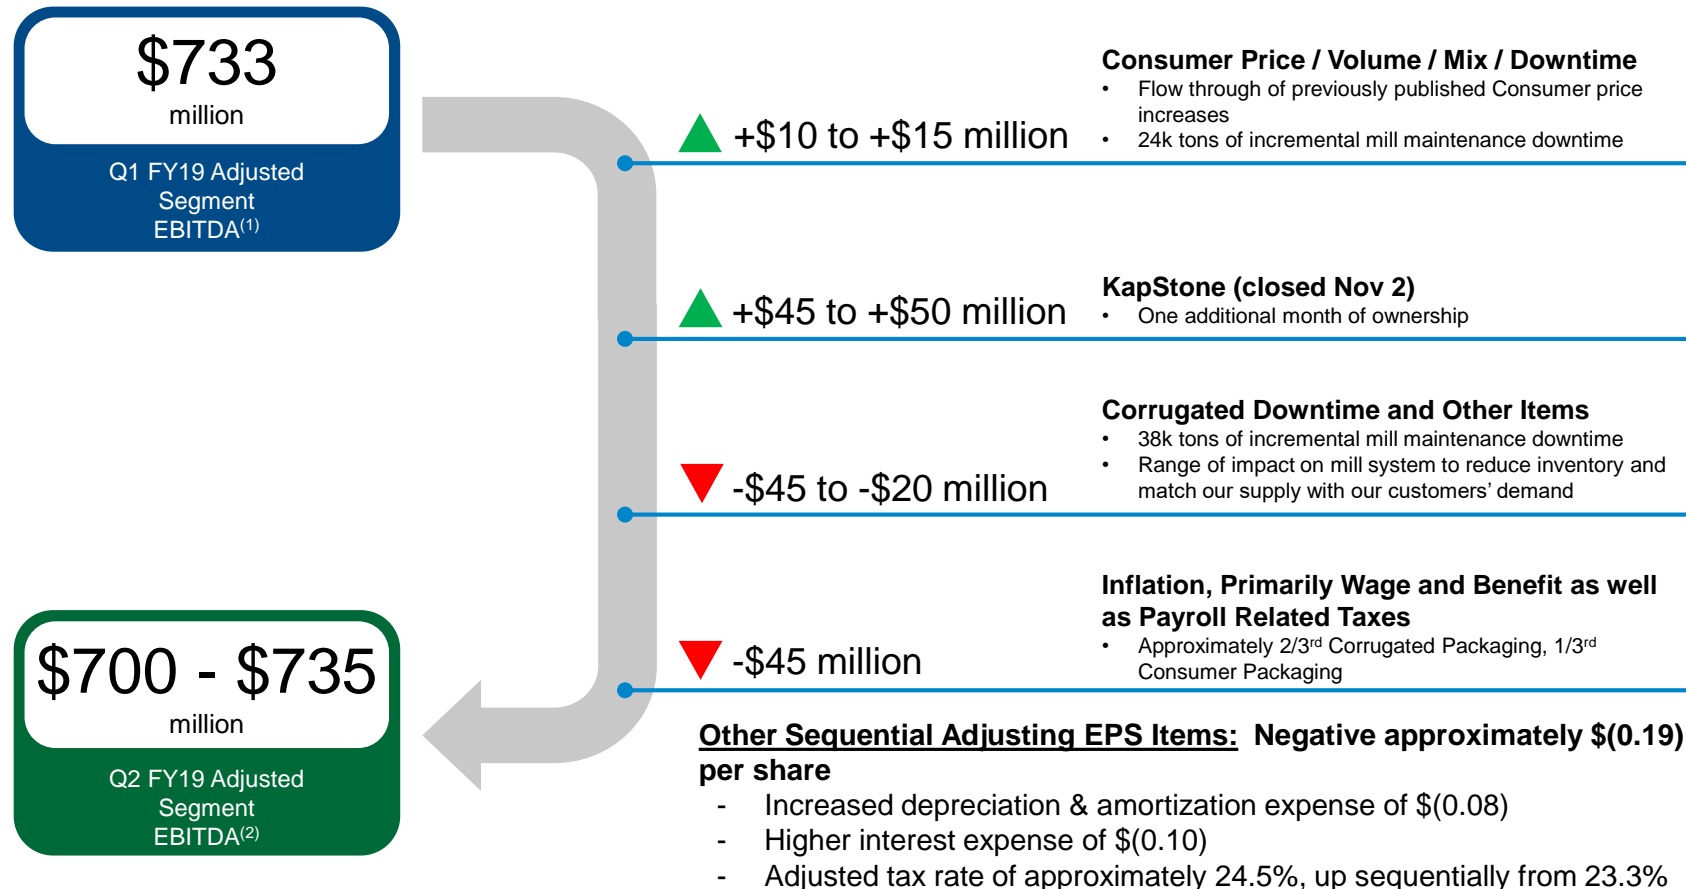 $733
million
Q1 FY19 Adjusted
Segment
EBITDA(1)
+$10 to +$15 million
Consumer Price / Volume / Mix / Downtime
• Flow through of previously published Consumer price
increases
• 24k tons of incremental mill maintenance downtime
+$45 to +$50 million
KapStone (closed Nov 2)
• One additional month of ownership
-$45 to -$20 million
Corrugated Downtime and Other Items
• 38k tons of incremental mill maintenance downtime
• Range of impact on mill system to reduce inventory and
match our supply with our customers’ demand
-$45 million
Inflation, Primarily Wage and Benefit as well
as Payroll Related Taxes
• Approximately 2/3rd Corrugated Packaging, 1/3rd
Consumer Packaging
$700 - $735
million
Q2 FY19 Adjusted
Segment
EBITDA(2)
Other Sequential Adjusting EPS Items: Negative approximately $(0.19)
per share
- Increased depreciation & amortization expense of $(0.08)
- Higher interest expense of $(0.10)
- Adjusted tax rate of approximately 24.5%, up sequentially from 23.3%